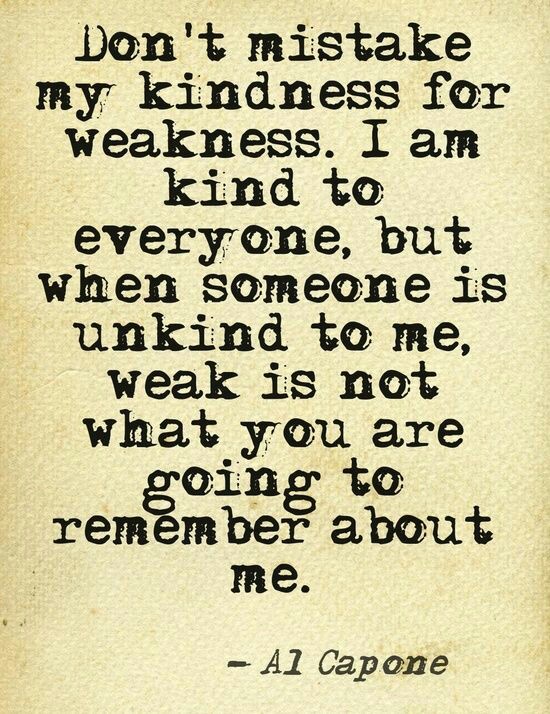 Don't mistake
my kindness for
weakness. I am
kind to
everyone, but
when someone is
unkind to me,
weak is not
what you are
going to
remember about
me.
- Al Capone